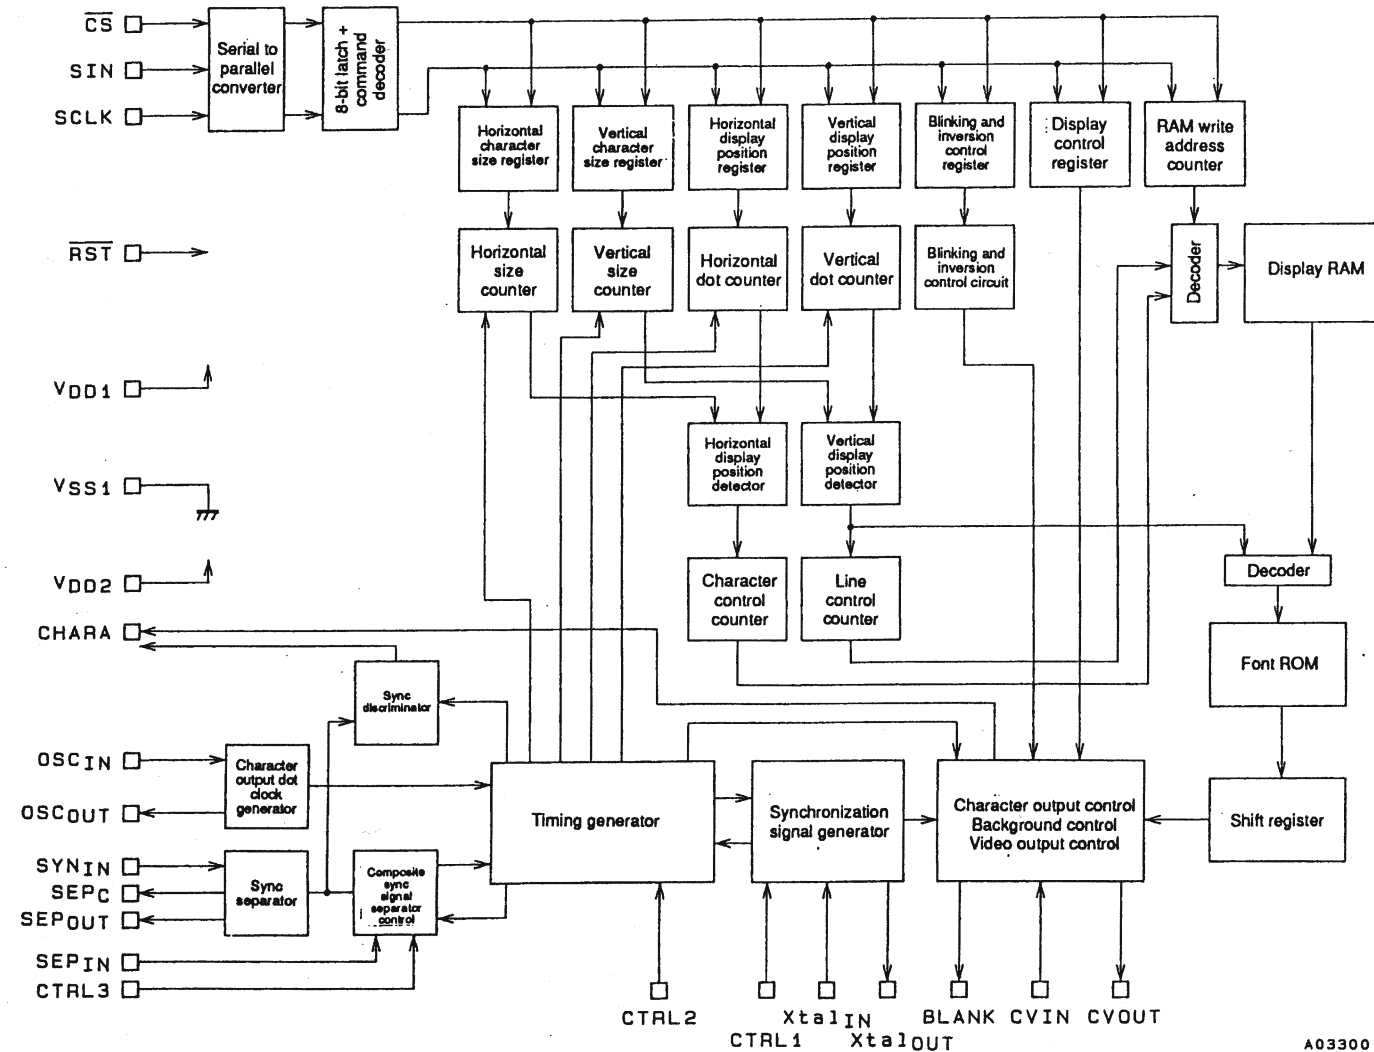 CS
SIN
SCLK
Serial to
parallel
converter
8-bit latch +
command
decoder
Horizontal
character
size register
Vertical
character
size register
Horizontal
display
position
register
Vertical
display
position
register
Blinking and
inversion
control
register
Display
control
register
RAM write
address
counter
RST
Horizontal
size
counter
Vertical
size
counter
Horizontal
dot counter
Vertical
dot counter
Blinking and
inversion
control circuit
Decoder
Display RAM
VDD1
VSS1
VDD2
Horizontal
display
position
detector
Vertical
display
position
detector
Character
control
counter
Line
control
counter
Decoder
Font ROM
CHARA
Sync
discriminator
OSCIN
OSCOUT
Character
output dot
clock
generator
Timing generator
Synchronization
signal generator
Character output control
Background control
Video output control
Shift register
SYNIN
SEPC
SEPOUT
SEPIN
CTRL3
Sync
separator
Composite
sync
signal
separator
control
CTRL2
XtalIN
BLANK CVIN CVOUT
CTRL1
XtalOUT
A03300